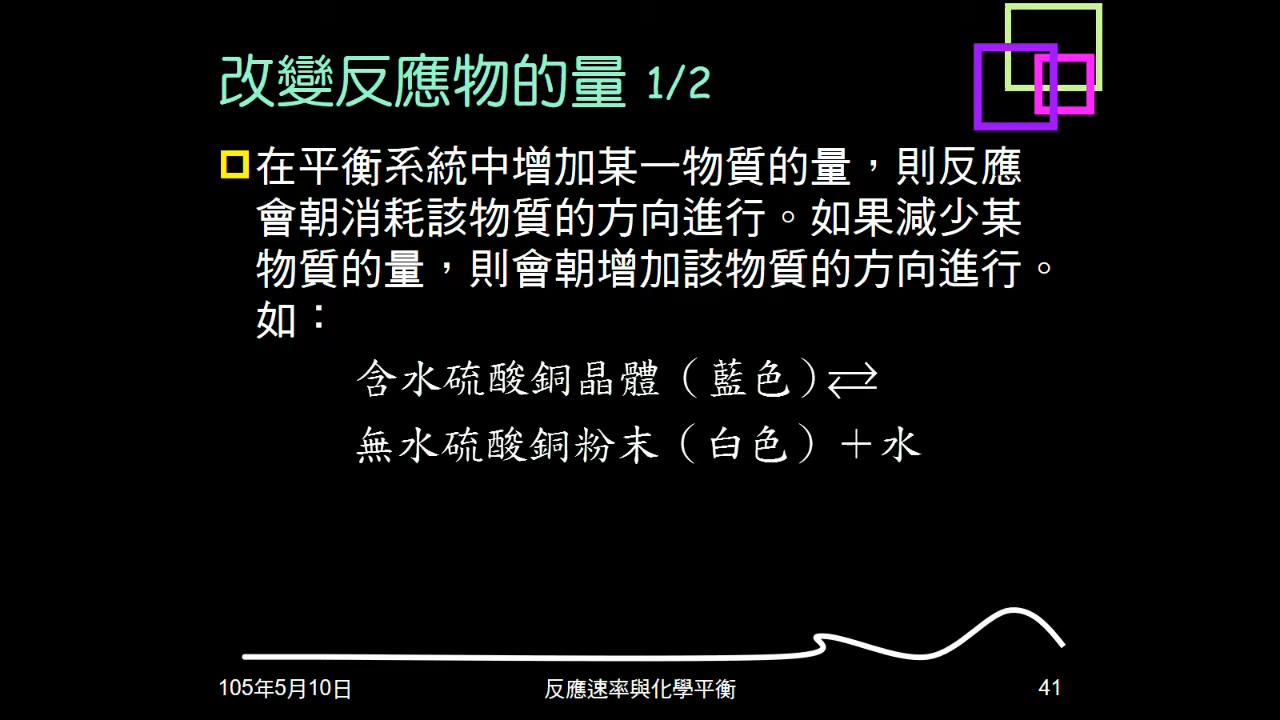 改變反應物的量 1/2
在平衡系統中增加某一物質的量，則反應
會朝消耗該物質的方向進行。如果減少某
物質的量，則會朝增加該物質的方向進行。
如：
含水硫酸銅晶體（藍色）⇄
無水硫酸銅粉末（白色）＋水
105年5月10日 反應速率與化學平衡 41